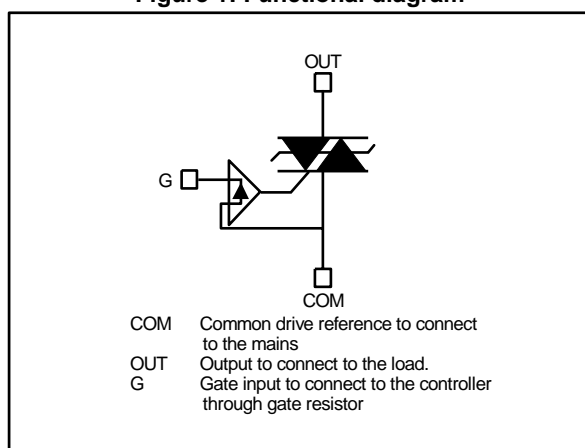 Figure 1. Functional diagram
OUT
G
COM
COM Common drive reference to connect
to the mains
OUT Output to connect to the load.
G Gate input to connect to the controller
through gate resistor